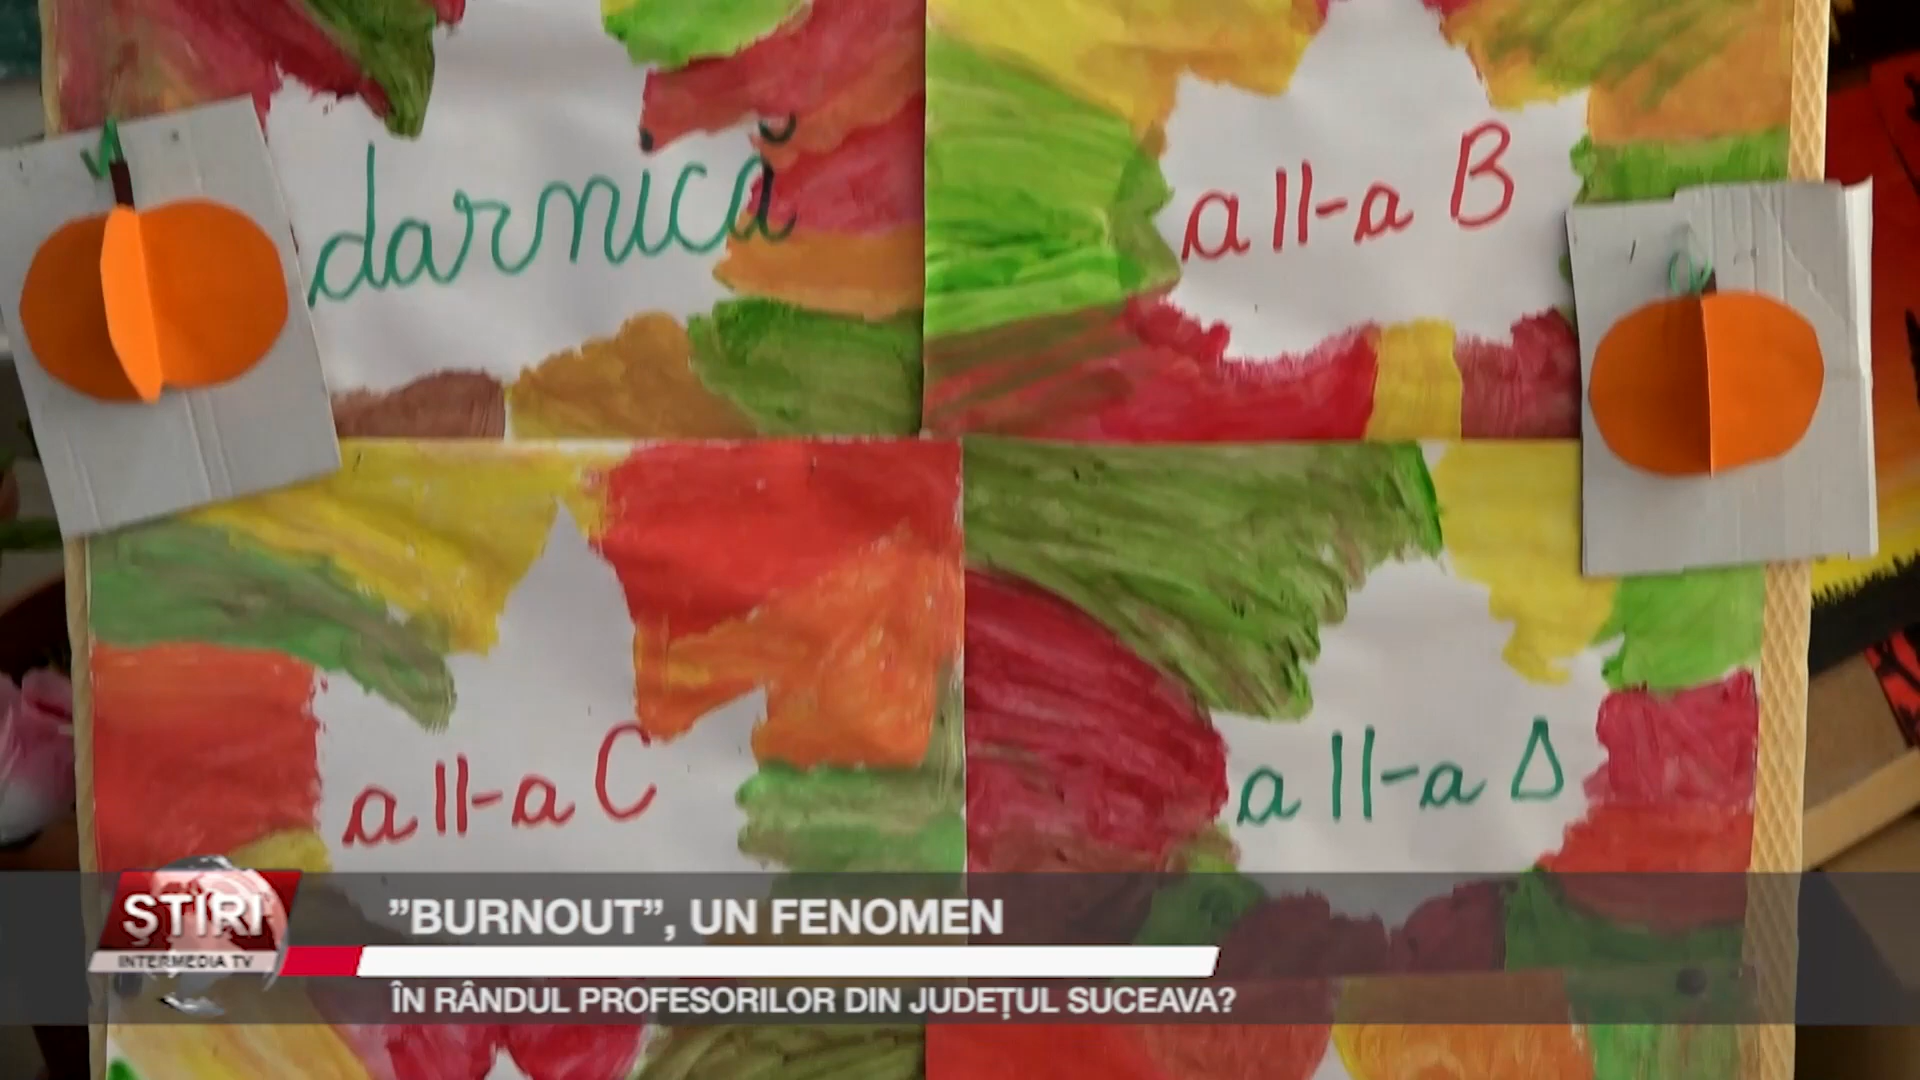 darnică
a II-a B
a II-a C
a II-a D
ȘTIRI
INTERMEDIA TV
”BURNOUT”, UN FENOMEN
ÎN RÂNDUL PROFESORILOR DIN JUDEȚUL SUCEAVA?